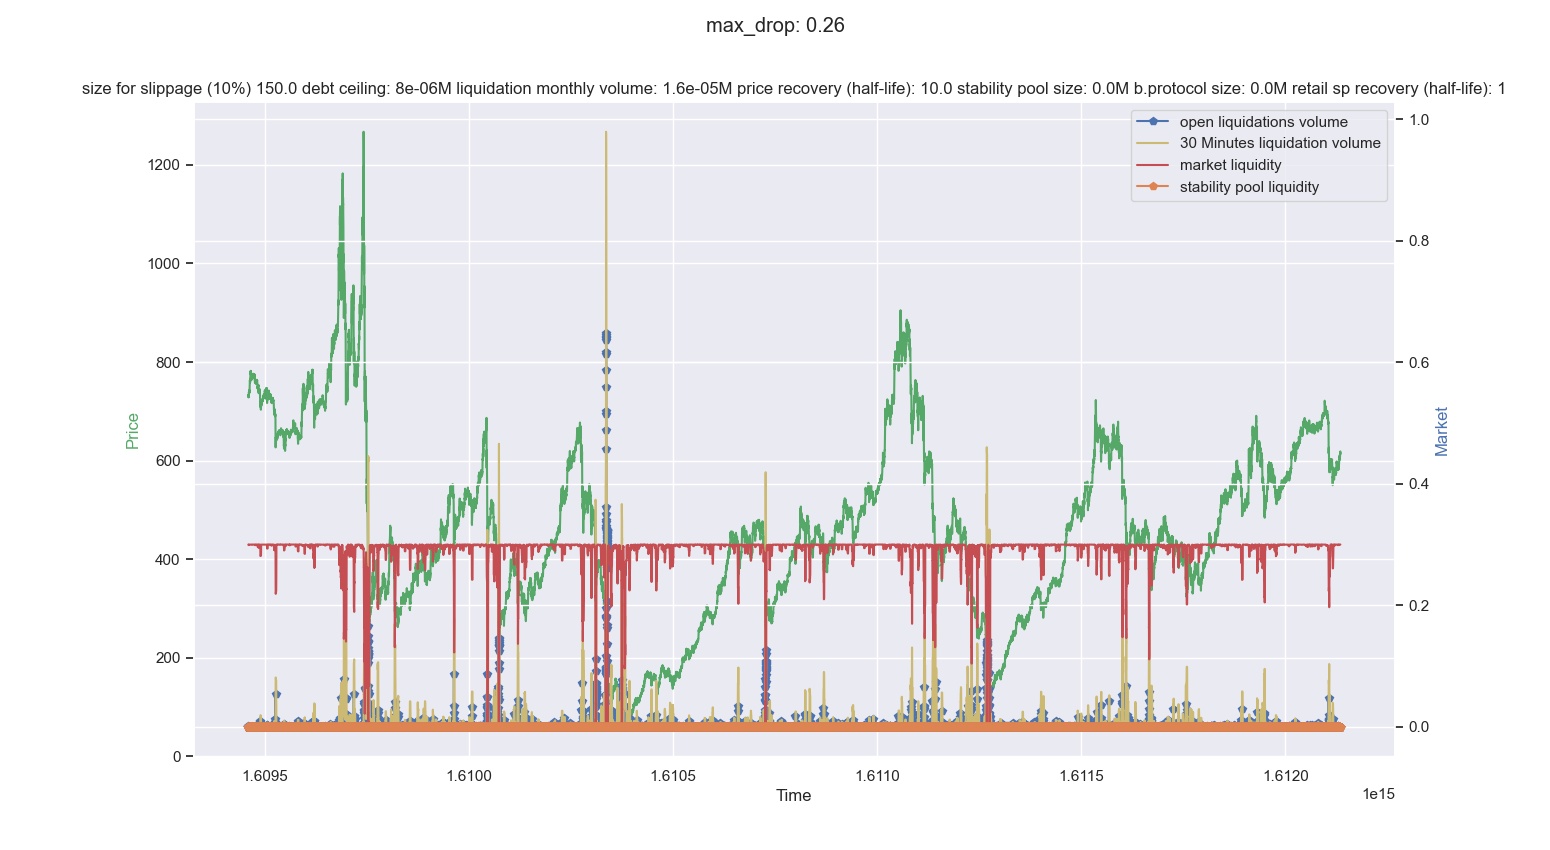 max_drop: 0.26
size for slippage (10%) 150.0 debt ceiling: 8e-06M liquidation monthly volume: 1.6e-05M price recovery (half-life): 10.0 stability pool size: 0.0M b.protocol size: 0.0M retail sp recovery (half-life): 1
open liquidations volume
30 Minutes liquidation volume
market liquidity
stability pool liquidity
1200
1000
800
600
400
200
0
Price
1.0
0.8
0.6
0.4
0.2
0.0
Market
1.6095
1.6100
1.6105
1.6110
1.6115
1.6120
Time
1e15